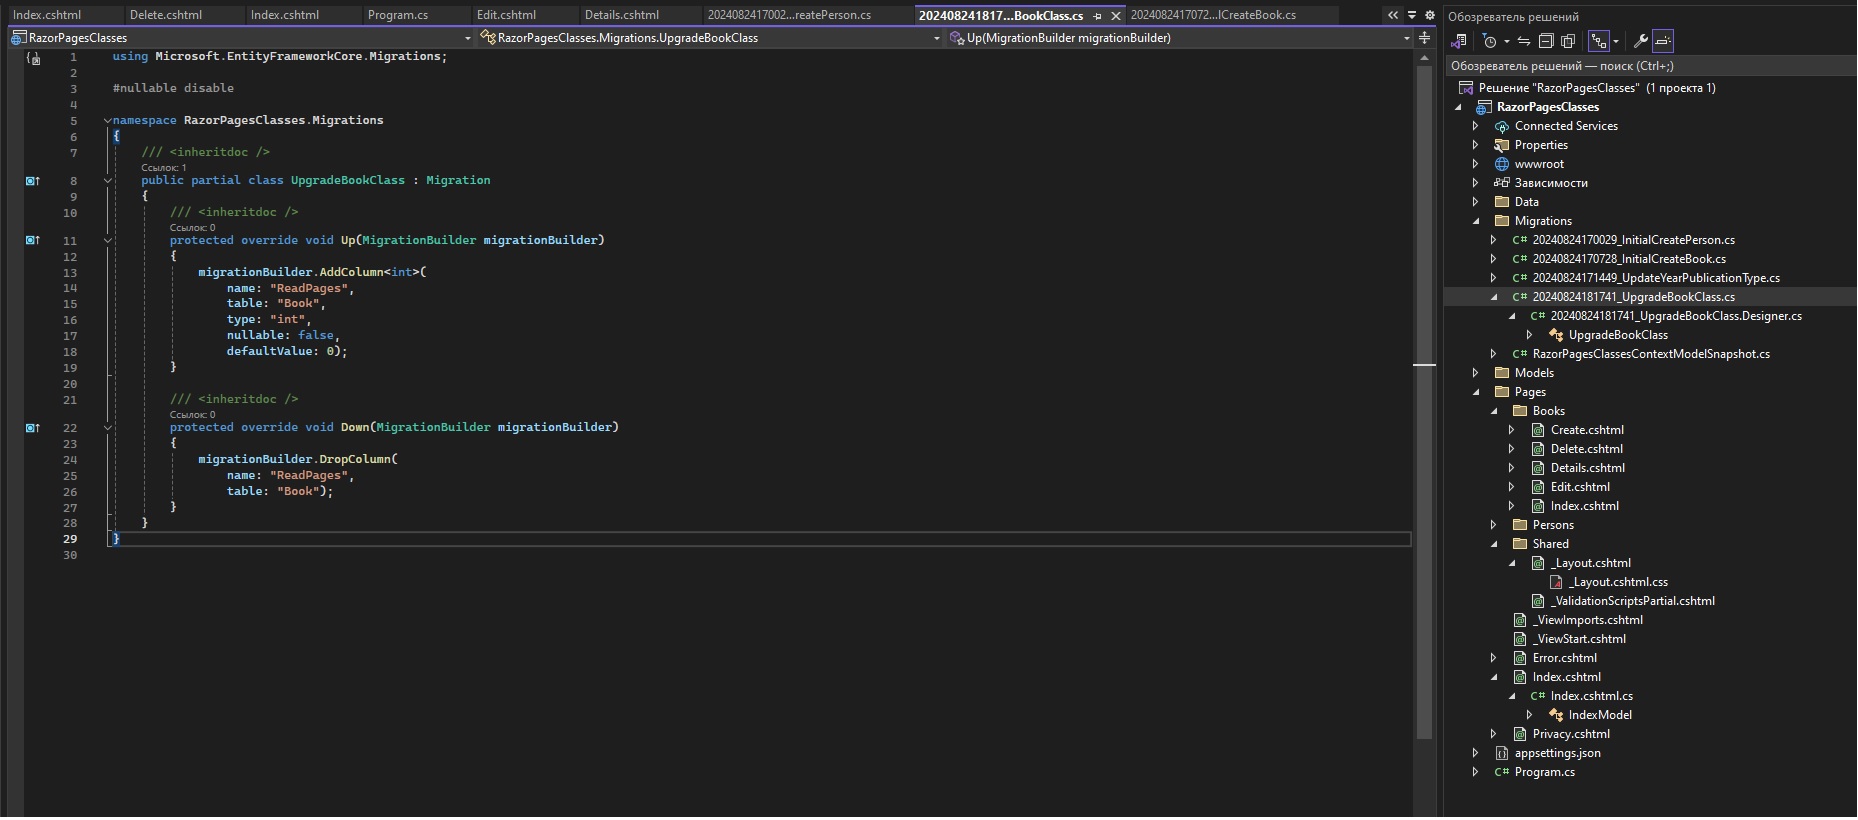 Index.cshtml Delete.cshtml Index.cshtml Program.cs Edit.cshtml Details.cshtml 2024082417002...reatePerson.cs 202408241817...BookClass.cs 2024082417072...lCreateBook.cs
RazorPagesClasses RazorPagesClasses.Migrations.UpgradeBookClass Up(MigrationBuilder migrationBuilder)
1 using Microsoft.EntityFrameworkCore.Migrations;
2
3 #nullable disable
4
5 namespace RazorPagesClasses.Migrations
6 {
7 /// <inheritdoc />
Ссылок: 1
8 public partial class UpgradeBookClass : Migration
9 {
10 /// <inheritdoc />
Ссылок: 0
11 protected override void Up(MigrationBuilder migrationBuilder)
12 {
13 migrationBuilder.AddColumn<int>(
14 name: "ReadPages",
15 table: "Book",
16 type: "int",
17 nullable: false,
18 defaultValue: 0);
19 }
20
21 /// <inheritdoc />
Ссылок: 0
22 protected override void Down(MigrationBuilder migrationBuilder)
23 {
24 migrationBuilder.DropColumn(
25 name: "ReadPages",
26 table: "Book");
27 }
28 }
29 }
30
Обозреватель решений
Обозреватель решений — поиск (Ctrl+;)
Решение "RazorPagesClasses" (1 проекта 1)
RazorPagesClasses
Connected Services
Properties
wwwroot
Зависимости
Data
Migrations
C# 20240824170029_InitialCreatePerson.cs
C# 20240824170728_InitialCreateBook.cs
C# 20240824171449_UpdateYearPublicationType.cs
C# 20240824181741_UpgradeBookClass.cs
C# 20240824181741_UpgradeBookClass.Designer.cs
UpgradeBookClass
C# RazorPagesClassesContextModelSnapshot.cs
Models
Pages
Books
Create.cshtml
Delete.cshtml
Details.cshtml
Edit.cshtml
Index.cshtml
Persons
Shared
_Layout.cshtml
_Layout.cshtml.css
_ValidationScriptsPartial.cshtml
_ViewImports.cshtml
_ViewStart.cshtml
Error.cshtml
Index.cshtml
C# Index.cshtml.cs
IndexModel
Privacy.cshtml
appsettings.json
C# Program.cs